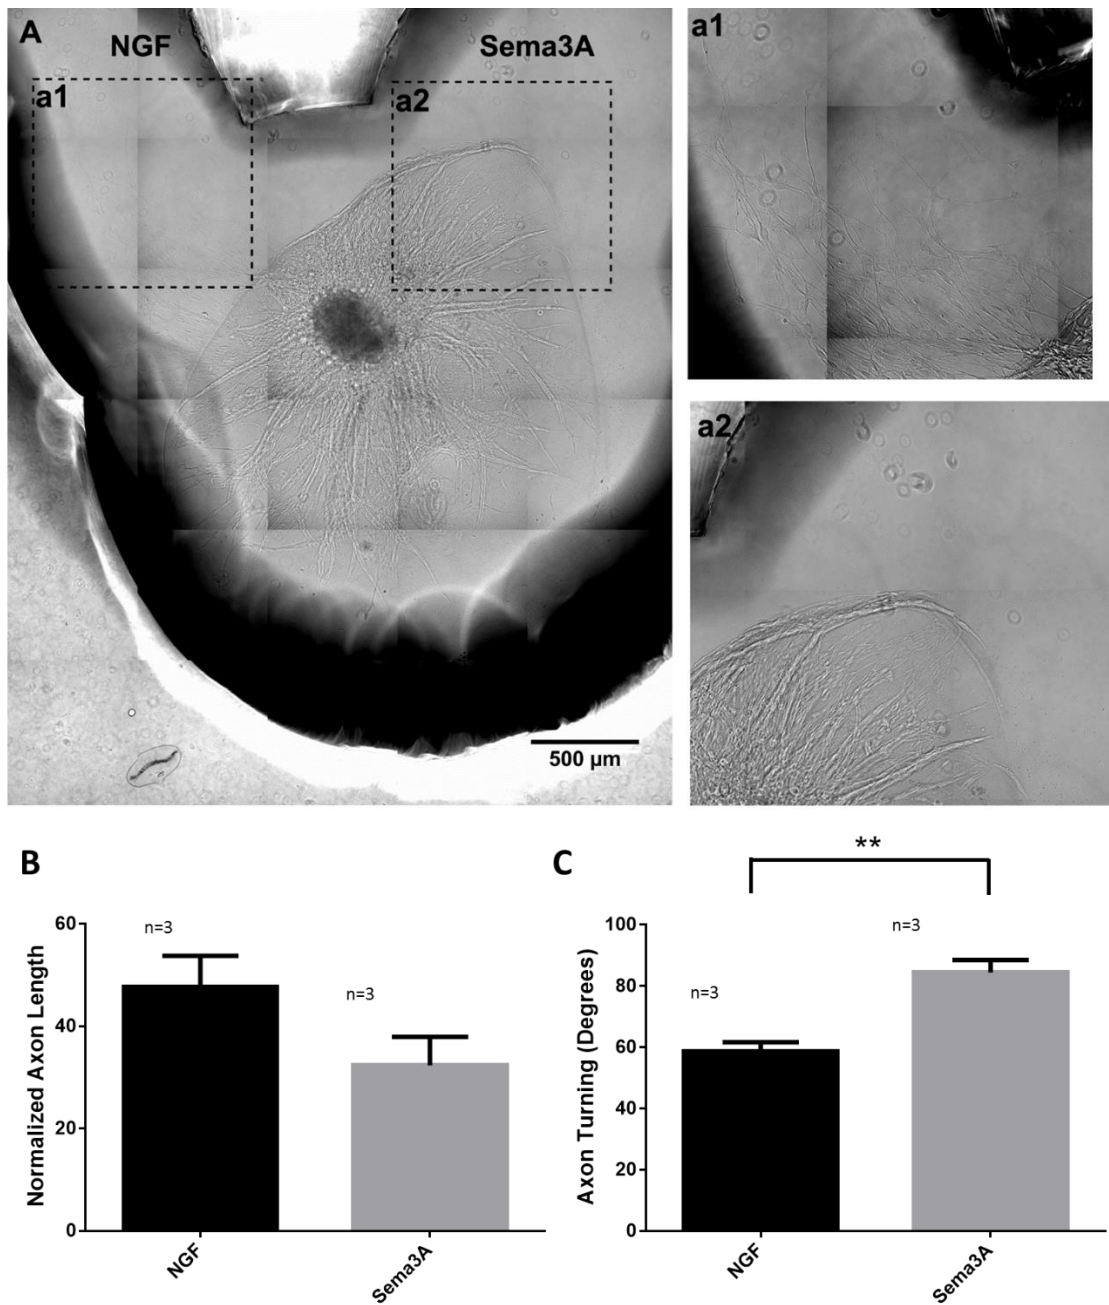 A
NGF
Sema3A
a1
a2
500 µm
a1
a2
B
Normalized Axon Length
60
40
20
0
n=3
n=3
NGF
Sema3A
C
**
Axon Turning (Degrees)
100
80
60
40
20
0
n=3
n=3
NGF
Sema3A